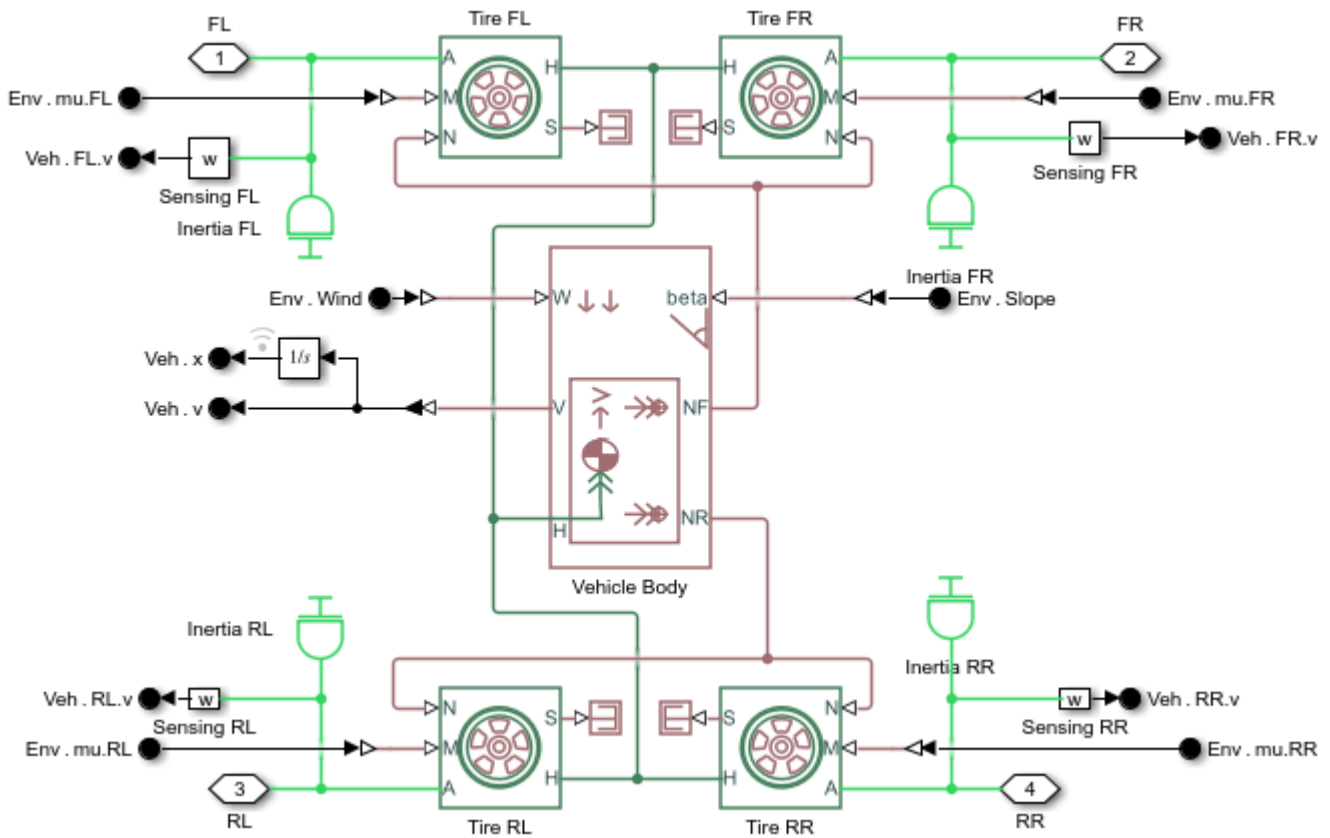 Tire FL
Tire FR
FL
FR
1
A
H
H
A
2
Env . mu.FL
M
M
Env . mu.FR
S
S
N
N
Veh . FL.v
w
w
Veh . FR.v
Sensing FL
Sensing FR
Inertia FL
Inertia FR
Env . Wind
W
beta
Env . Slope
Veh . x
1/s
V
Veh . v
V
NF
NR
H
Vehicle Body
Inertia RL
Inertia RR
Veh . RL.v
w
N
S
S
N
w
Veh . RR.v
Sensing RL
Sensing RR
Env . mu.RL
M
M
Env . mu.RR
3
A
H
H
A
4
RL
Tire RL
Tire RR
RR